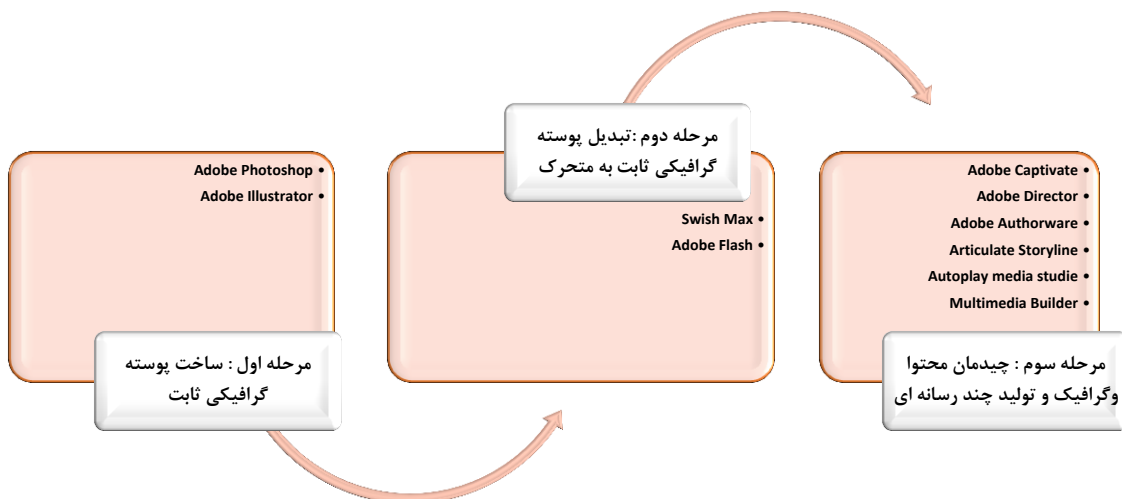 Adobe Photoshop •
Adobe Illustrator •
مرحله اول : ساخت پوسته
گرافیکی ثابت
مرحله دوم :تبدیل پوسته
گرافیکی ثابت به متحرک
Swish Max •
Adobe Flash •
Adobe Captivate •
Adobe Director •
Adobe Authorware •
Articulate Storyline •
Autoplay media studie •
Multimedia Builder •
مرحله سوم : چیدمان محتوا
وگرافیک و تولید چند رسانه ای